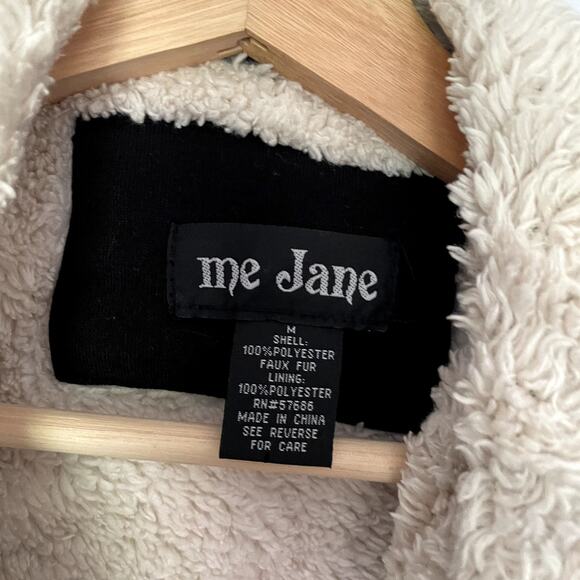 me Jane
M
SHELL:
100%POLYESTER
FAUX FUR
LINING:
100%POLYESTER
RN#57686
MADE IN CHINA
SEE REVERSE
FOR CARE